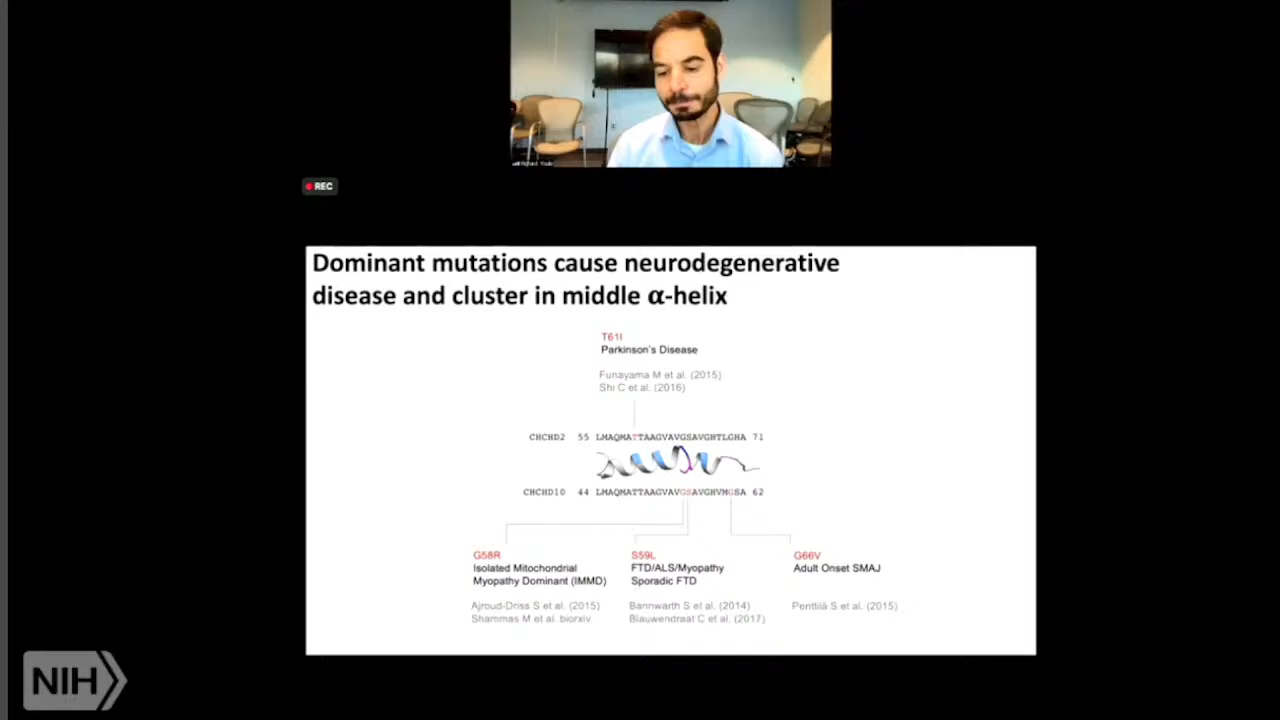 Richard Youle
REC
Dominant mutations cause neurodegenerative
disease and cluster in middle α-helix
T61I
Parkinson's Disease
Funayama M et al. (2015)
Shi C et al. (2016)
CHCHD2 55 LMAQMATTAAGVAVGSAVGHTLGHA 71
CHCHD10 44 LMAQMATTAAGVAVGSAVGHVMGSA 62
G58R
Isolated Mitochondrial
Myopathy Dominant (IMMD)
Ajroud-Driss S et al. (2015)
Shammas M et al. biorxiv
S59L
FTD/ALS/Myopathy
Sporadic FTD
Bannwarth S et al. (2014)
Blauwendraat C et al. (2017)
G66V
Adult Onset SMAJ
Penttilä S et al. (2015)
NIH